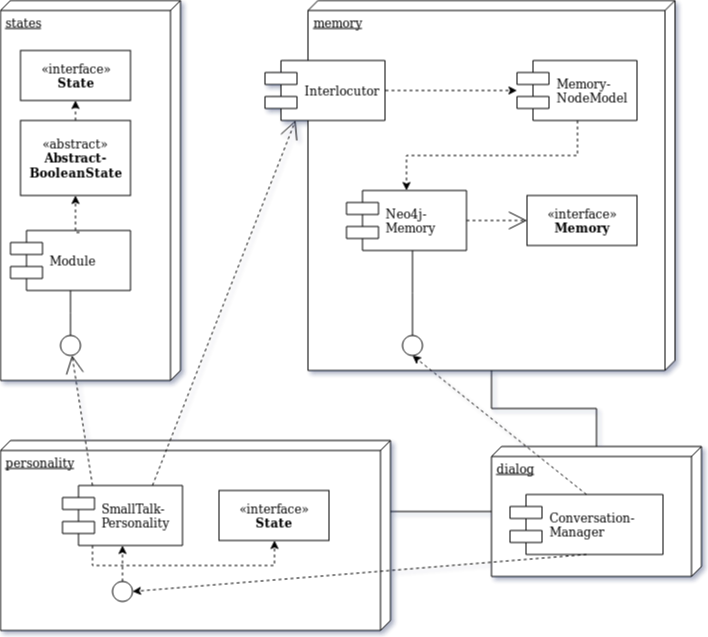 states
«interface»
State
«abstract»
Abstract-
BooleanState
Module
memory
Interlocutor
Memory-
NodeModel
Neo4j-
Memory
«interface»
Memory
personality
SmallTalk-
Personality
«interface»
State
dialog
Conversation-
Manager